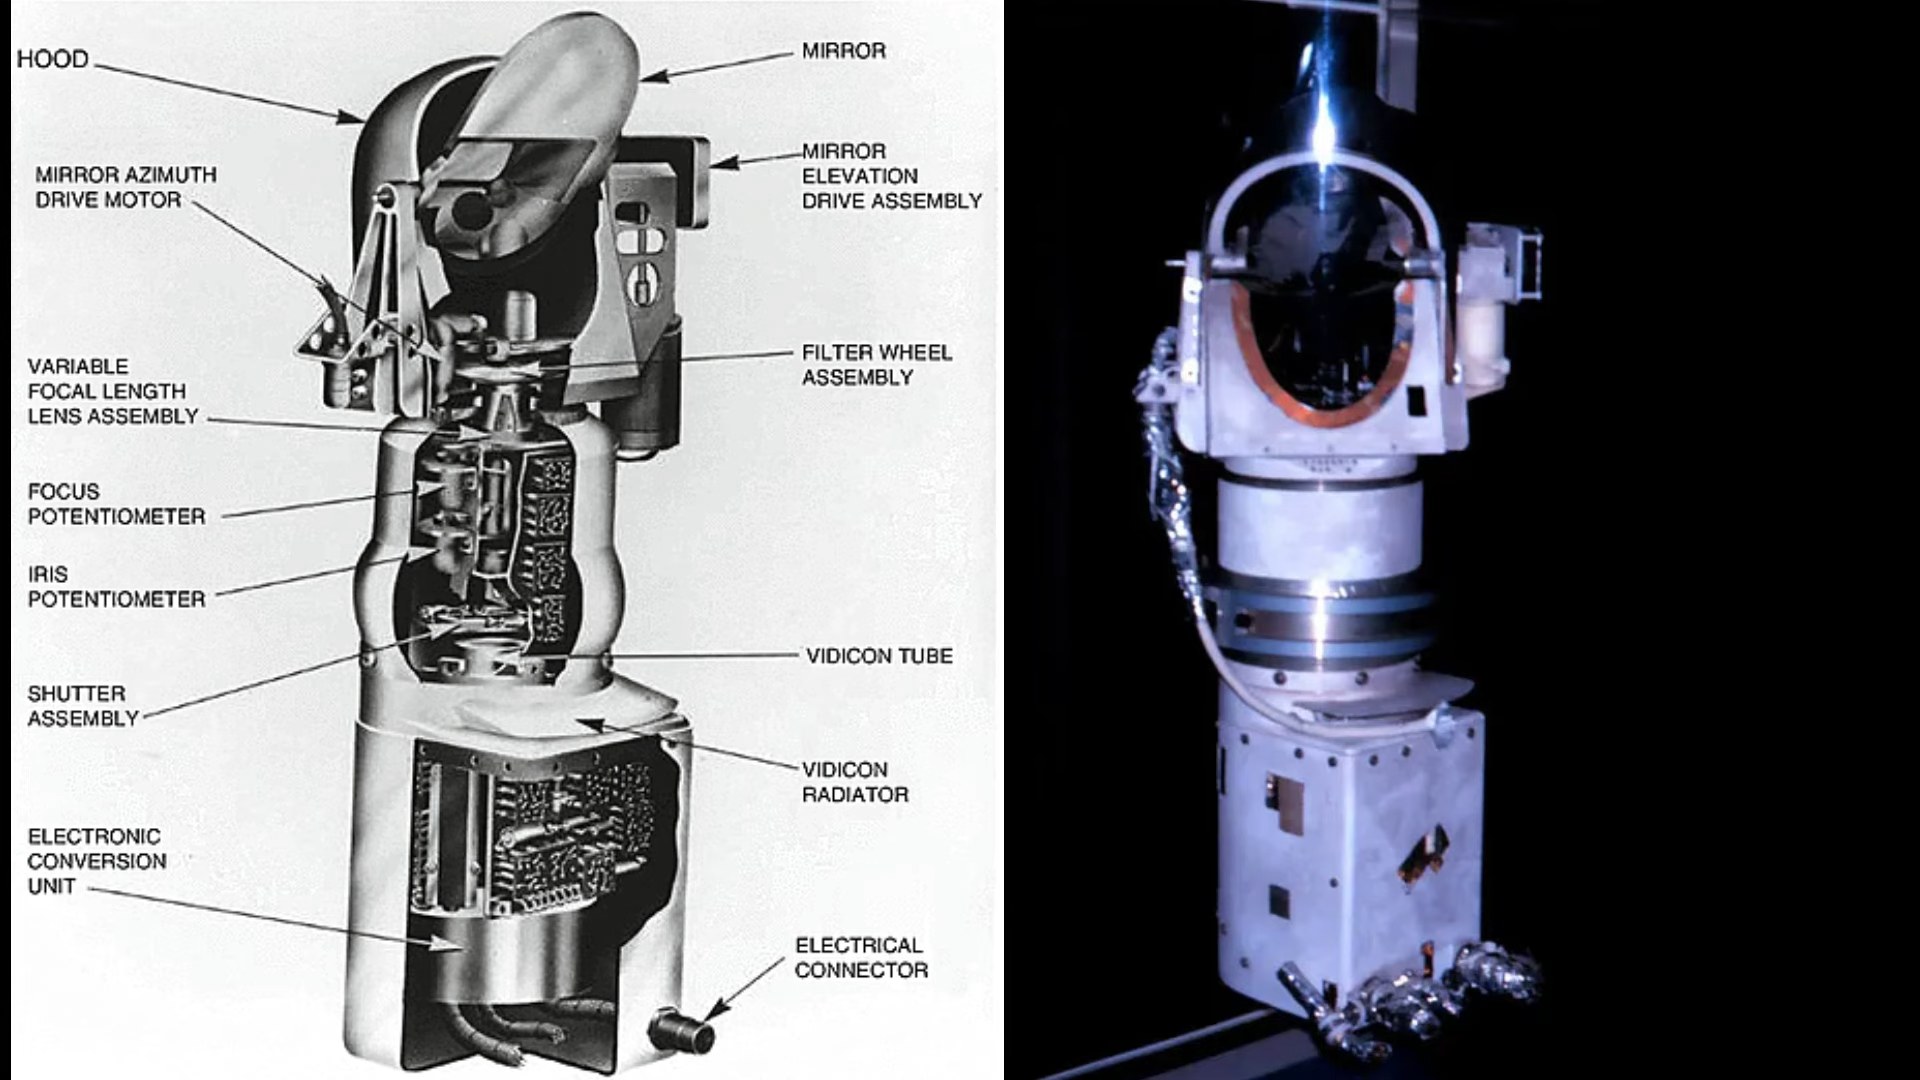 HOOD
MIRROR
MIRROR AZIMUTH
DRIVE MOTOR
MIRROR
ELEVATION
DRIVE ASSEMBLY
VARIABLE
FOCAL LENGTH
LENS ASSEMBLY
FILTER WHEEL
ASSEMBLY
FOCUS
POTENTIOMETER
IRIS
POTENTIOMETER
SHUTTER
ASSEMBLY
VIDICON TUBE
VIDICON
RADIATOR
ELECTRONIC
CONVERSION
UNIT
ELECTRICAL
CONNECTOR